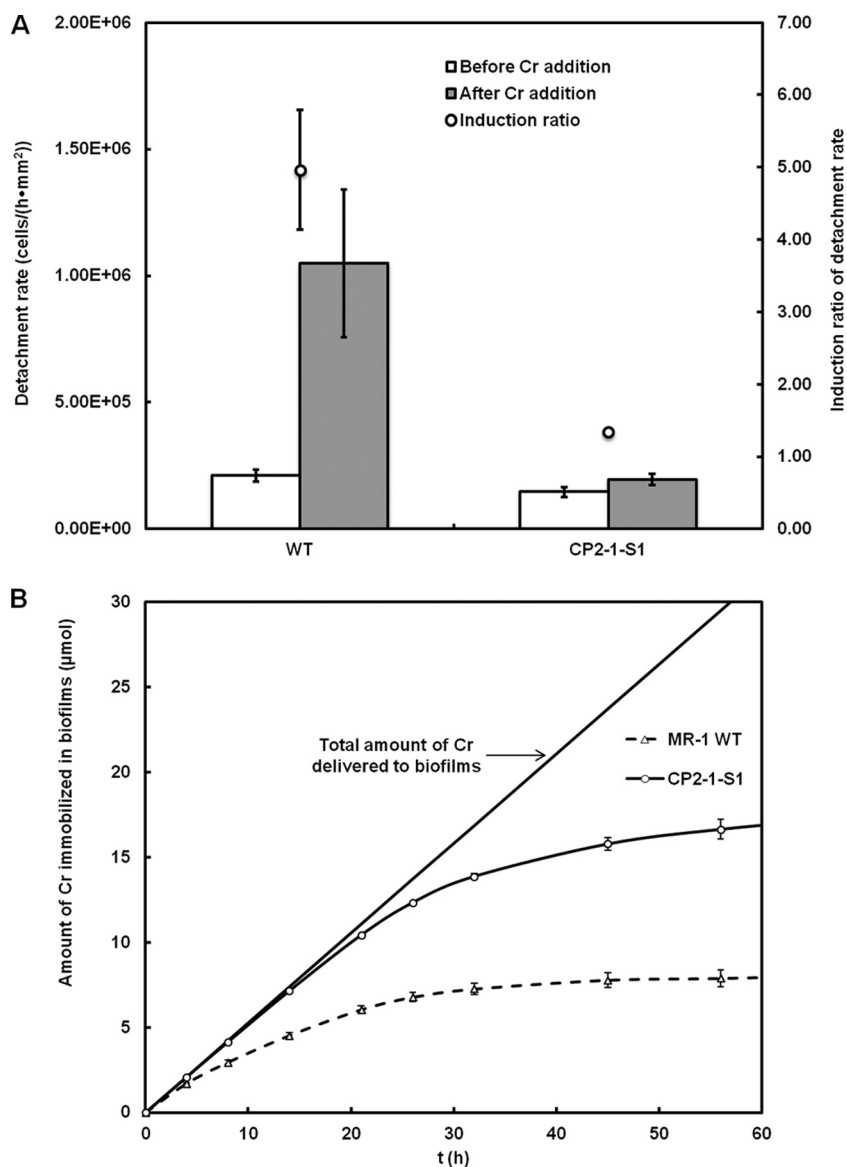 A
2.00E+06
1.50E+06
1.00E+06
5.00E+05
0.00E+00
Detachment rate (cells/(h•mm²))
7.00
6.00
5.00
4.00
3.00
2.00
1.00
0.00
Induction ratio of detachment rate
Before Cr addition
After Cr addition
Induction ratio
WT CP2-1-S1
B
30
25
20
15
10
5
0
Amount of Cr immobilized in biofilms (µmol)
Total amount of Cr
delivered to biofilms
MR-1 WT
CP2-1-S1
0 10 20 30 40 50 60
t (h)